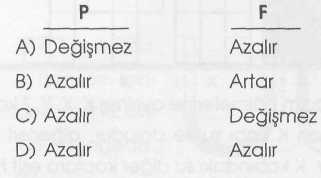 P F
A) Değişmez Azalır
B) Azalır Artar
C) Azalır Değişmez
D) Azalır Azalır